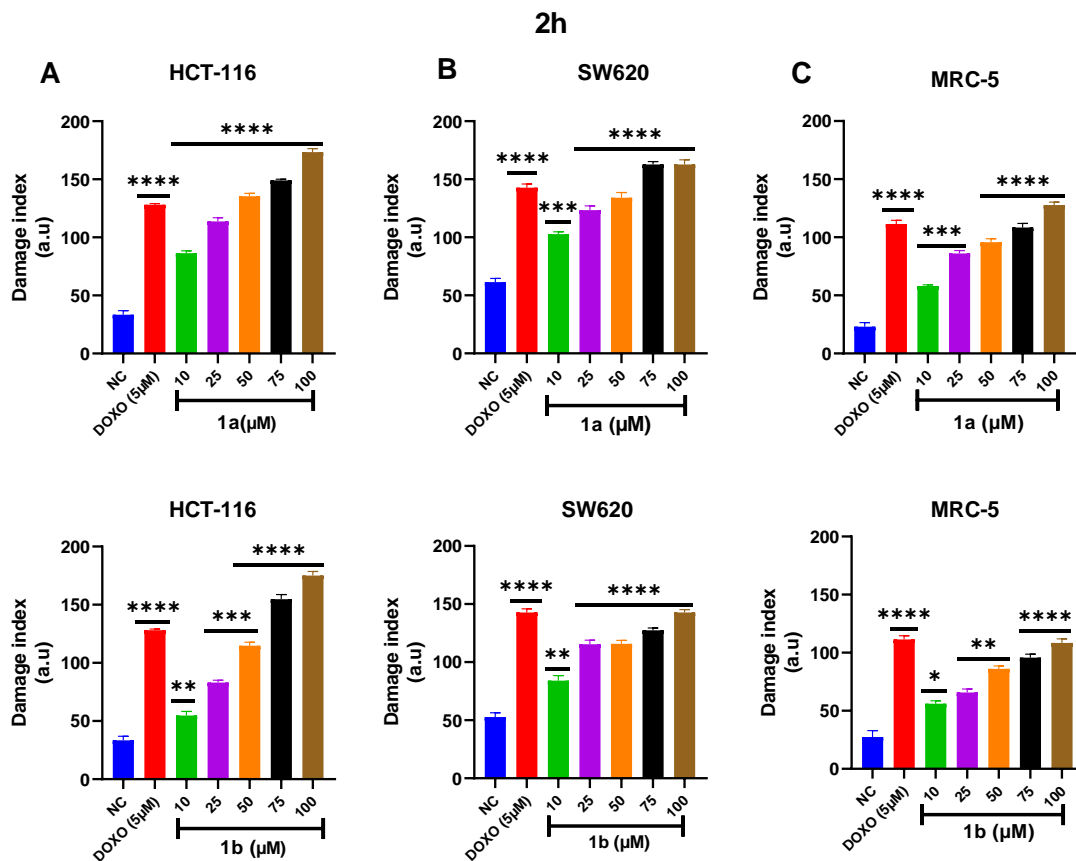 2h
A
HCT-116
Damage index
(a.u)
200
150
100
50
0
****
****
NC
DOXO (5µM)
10
25
50
75
100
1a(µM)
B
SW620
Damage index
(a.u)
200
150
100
50
0
****
***
****
NC
DOXO (5µM)
10
25
50
75
100
1a (µM)
C
MRC-5
Damage index
(a.u)
200
150
100
50
0
****
***
****
NC
DOXO (5µM)
10
25
50
75
100
1a (µM)
HCT-116
Damage index
(a.u)
200
150
100
50
0
****
**
***
****
NC
DOXO (5µM)
10
25
50
75
100
1b (µM)
SW620
Damage index
(a.u)
200
150
100
50
0
****
**
****
NC
DOXO (5µM)
10
25
50
75
100
1b (µM)
MRC-5
Damage index
(a.u)
200
150
100
50
0
****
*
**
****
NC
DOXO (5µM)
10
25
50
75
100
1b (µM)